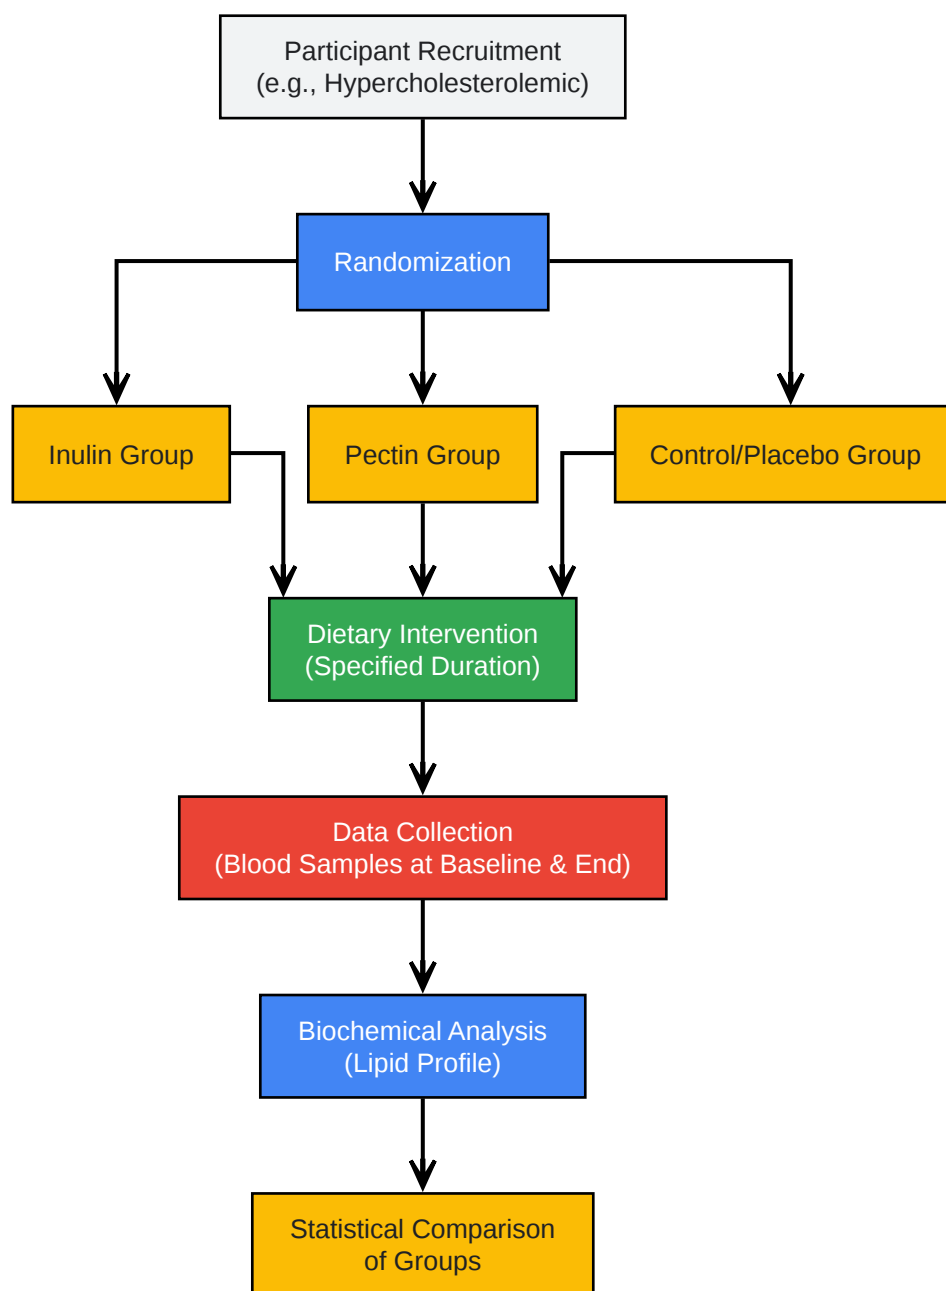 Participant Recruitment
(e.g., Hypercholesterolemic)
Randomization
Inulin Group
Pectin Group
Control/Placebo Group
Dietary Intervention
(Specified Duration)
Data Collection
(Blood Samples at Baseline & End)
Biochemical Analysis
(Lipid Profile)
Statistical Comparison
of Groups